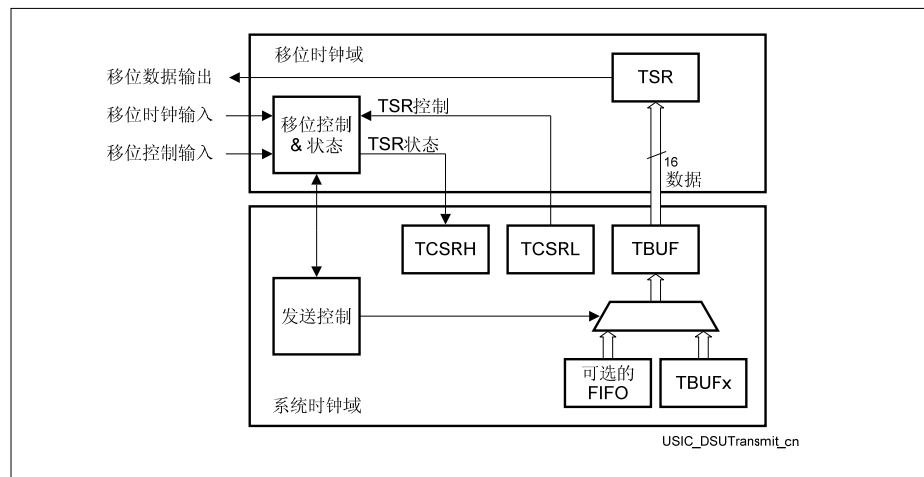 移位时钟域
移位数据输出
TSR
移位时钟输入
TSR控制
移位控制
& 状态
移位控制输入
TSR状态
16
数据
TCSRH
TCSRL
TBUF
发送控制
可选的
FIFO
TBUFx
系统时钟域
USIC_DSUTransmit_cn